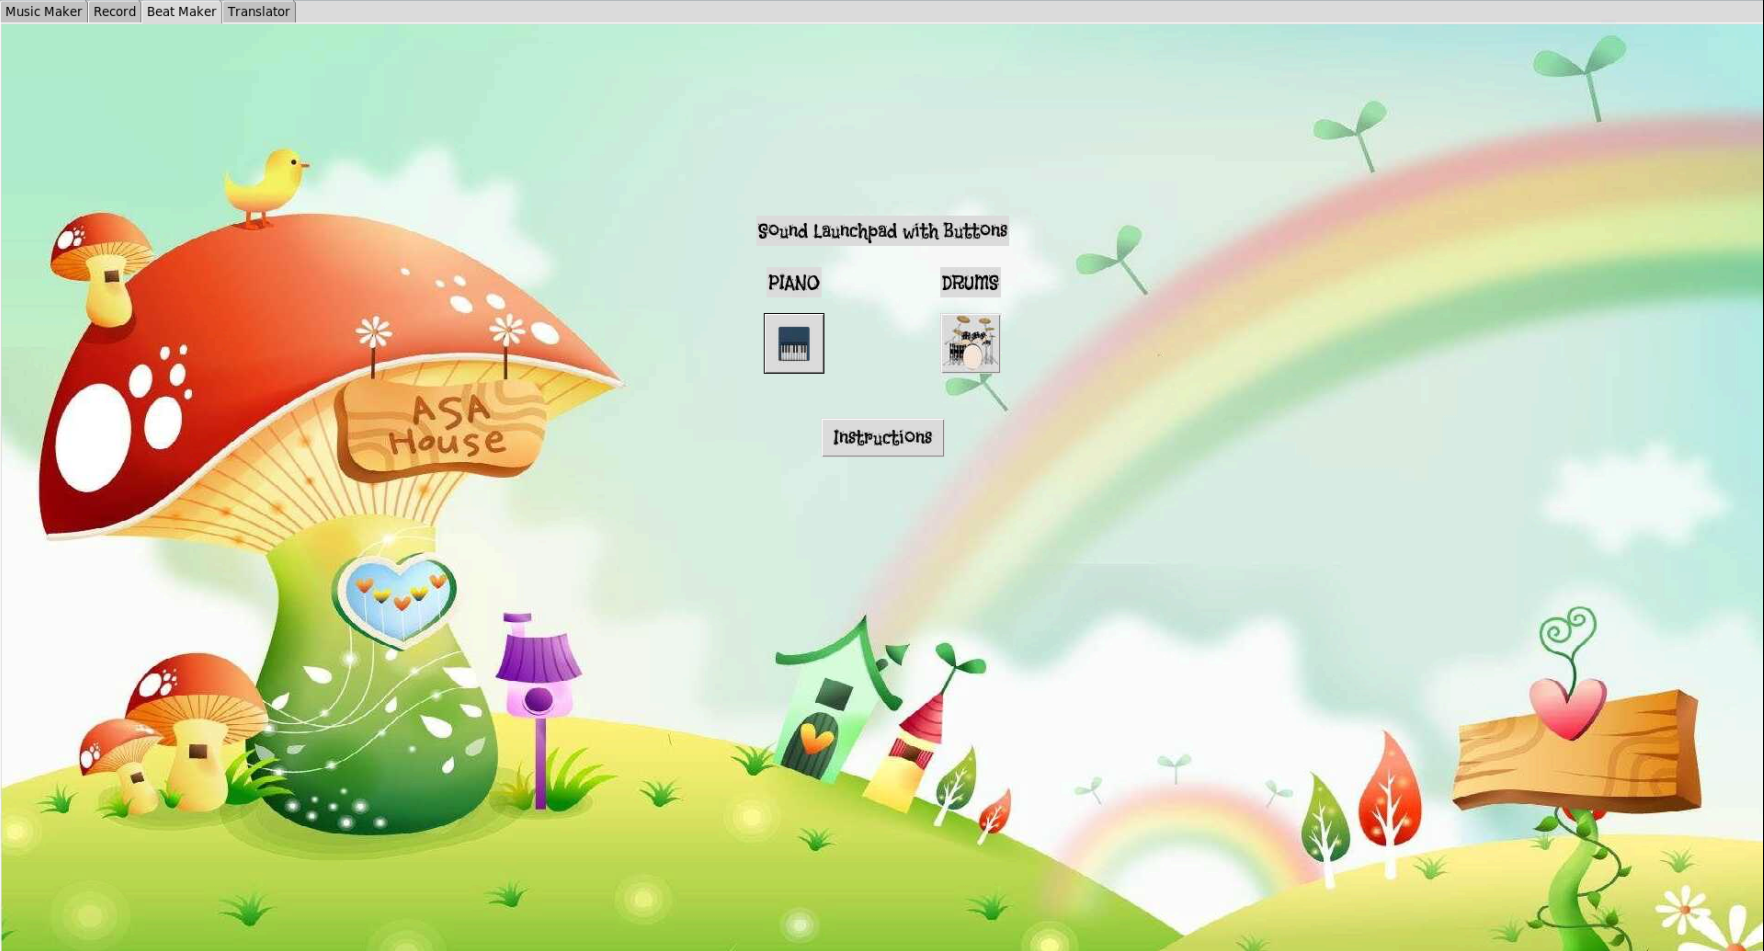 Music Maker
Record
Beat Maker
Translator
Sound Launchpad with Buttons
PIANO
DRUMS
ASA
House
Instructions